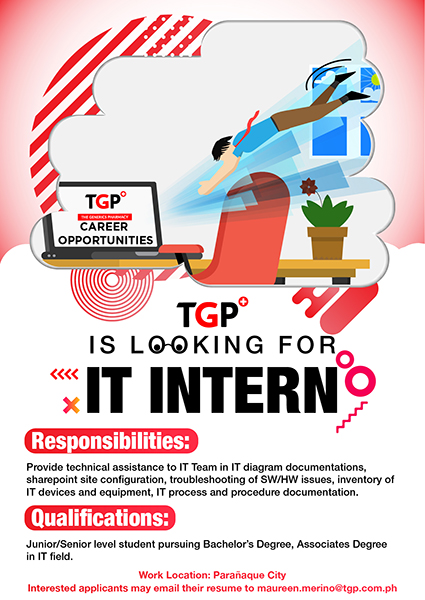 TGP+
THE GENERICS PHARMACY
CAREER
OPPORTUNITIES
TGP+
IS LOOKING FOR
IT INTERN
Responsibilities:
Provide technical assistance to IT Team in IT diagram documentations,
sharepoint site configuration, troubleshooting of SW/HW issues, inventory of
IT devices and equipment, IT process and procedure documentation.
Qualifications:
Junior/Senior level student pursuing Bachelor's Degree, Associates Degree
in IT field.
Work Location: Parañaque City
Interested applicants may email their resume to maureen.merino@tgp.com.ph